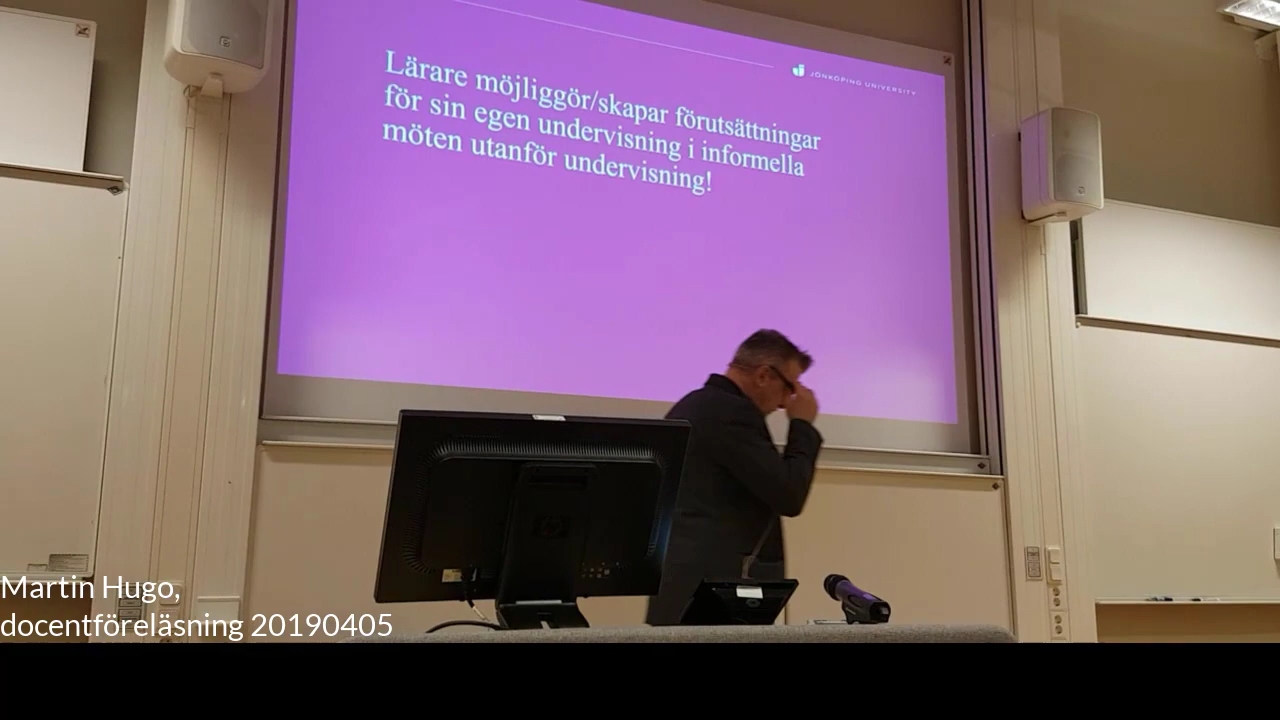 JÖNKÖPING UNIVERSITY
Lärare möjliggör/skapar förutsättningar
för sin egen undervisning i informella
möten utanför undervisning!
Martin Hugo,
docentföreläsning 20190405